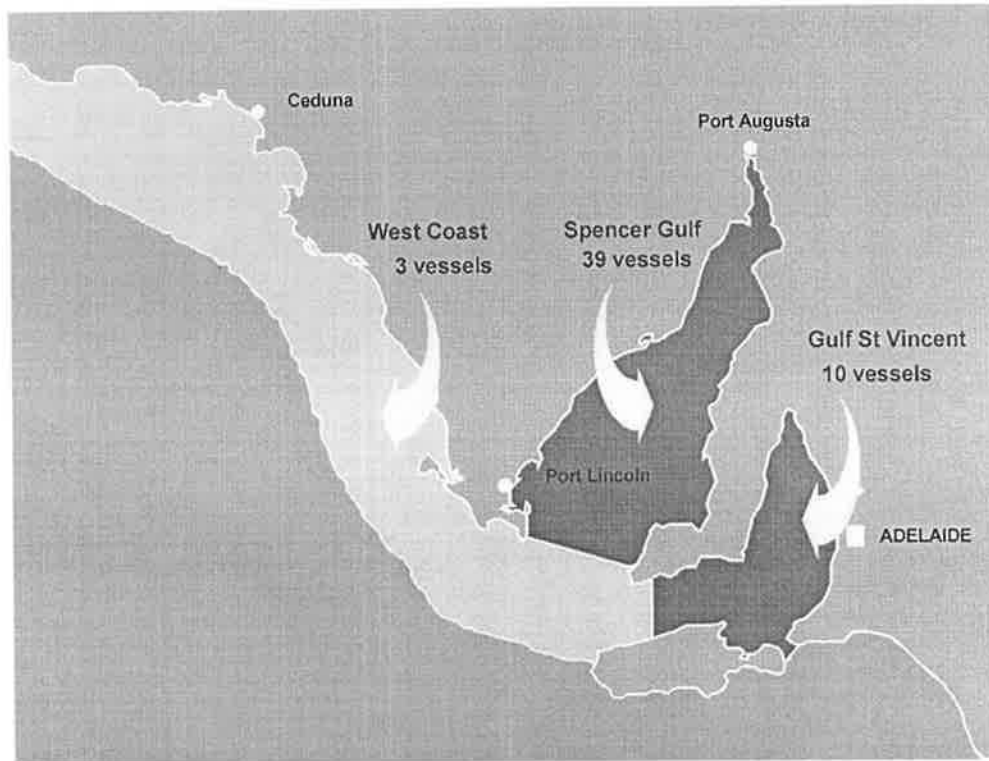 Ceduna
Port Augusta
West Coast
3 vessels
Spencer Gulf
39 vessels
Gulf St Vincent
10 vessels
Port Lincoln
ADELAIDE